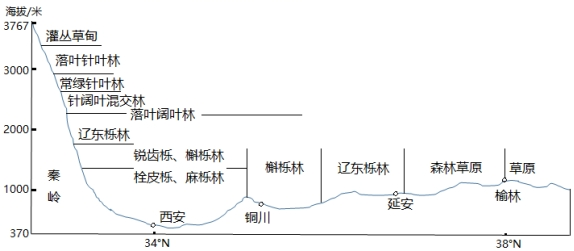 海拔/米
3767
灌丛草甸
落叶针叶林
3000
常绿针叶林
针阔叶混交林
落叶阔叶林
2000
辽东栎林
锐齿栎、槲栎林
槲栎林
辽东栎林
森林草原
草原
秦岭
栓皮栎、麻栎林
1000
西安
铜川
延安
榆林
370
34°N
38°N